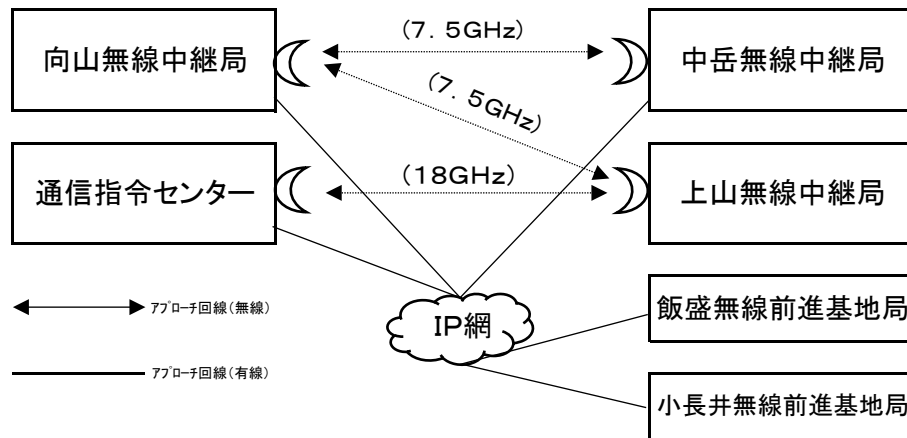 向山無線中継局
(7.5GHz)
中岳無線中継局
(7.5GHz)
通信指令センター
(18GHz)
上山無線中継局
アプローチ回線(無線)
IP網
飯盛無線前進基地局
アプローチ回線(有線)
小長井無線前進基地局